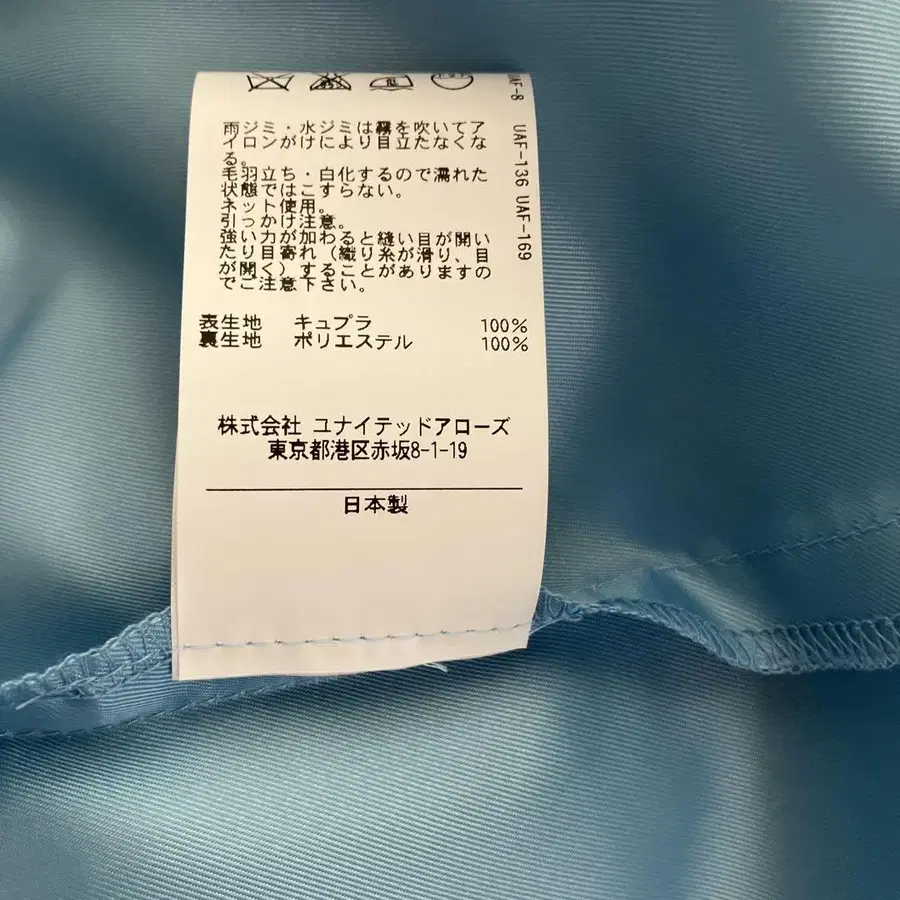 雨ジミ・水ジミは霧を吹いてア
イロンがけにより目立たなくな
る。
毛羽立ち・白化するので濡れた
状態ではこすらない。
ネット使用。
引っかけ注意。
強い力が加わると縫い目が開い
たり目寄れ（織り糸が滑り、目
が開く）することがありますの
でご注意下さい。
表生地 キュプラ 100%
裏生地 ポリエステル 100%
株式会社 ユナイテッドアローズ
東京都港区赤坂8-1-19
日本製
UAF-136 UAF-169